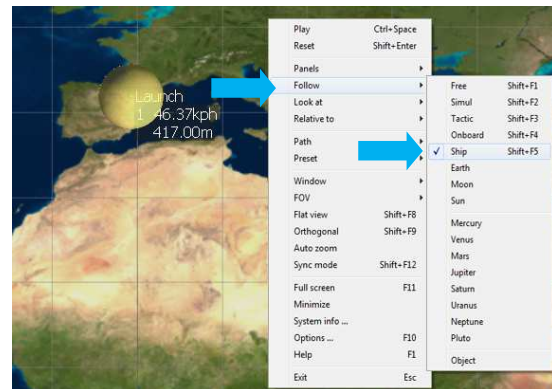 Launch
1 46.37kph
417.00m
Play Ctrl+Space
Reset Shift+Enter
Panels
Follow
Look at
Relative to
Path
Preset
Window
FOV
Flat view Shift+F8
Orthogonal Shift+F9
Auto zoom
Sync mode Shift+F12
Full screen F11
Minimize
System info ...
Options ... F10
Help F1
Exit Esc
Free Shift+F1
Simul Shift+F2
Tactic Shift+F3
Onboard Shift+F4
Ship Shift+F5
Earth
Moon
Sun
Mercury
Venus
Mars
Jupiter
Saturn
Uranus
Neptune
Pluto
Object